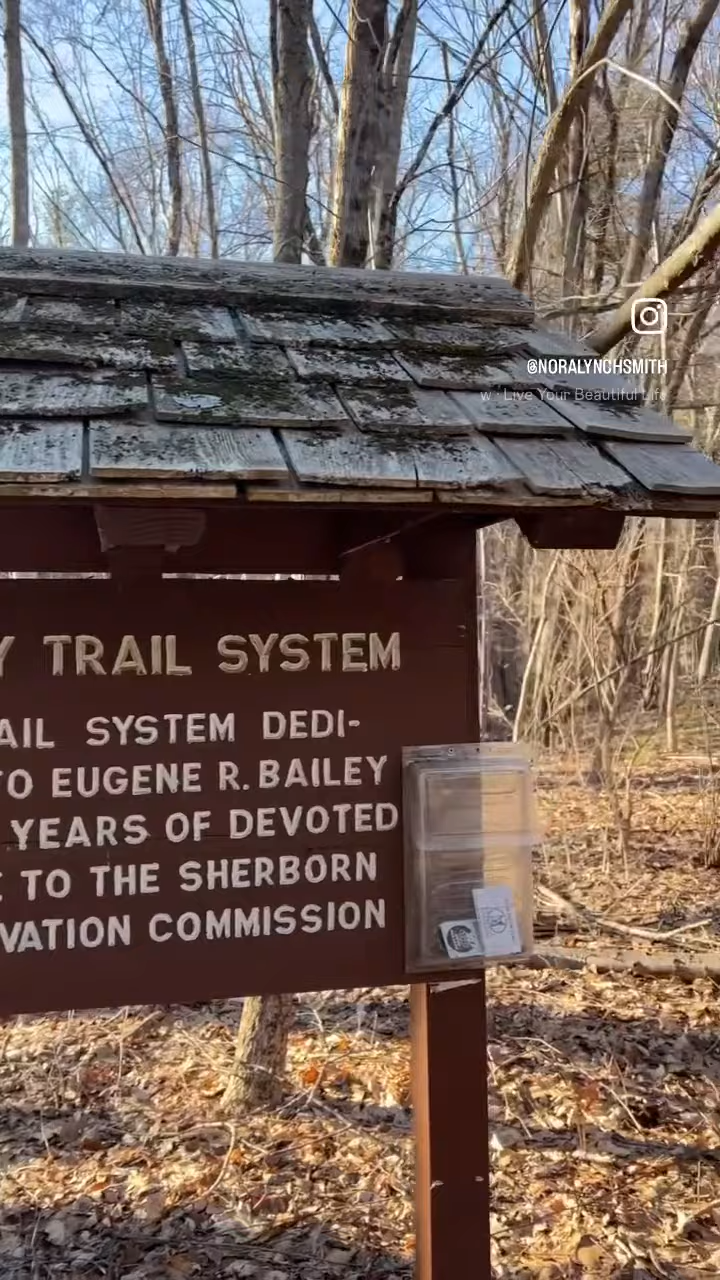 @NORALYNCHSMITH
w · Live Your Beautiful Life
Y TRAIL SYSTEM
AIL SYSTEM DEDI-
TO EUGENE R. BAILEY
YEARS OF DEVOTED
E TO THE SHERBORN
VATION COMMISSION